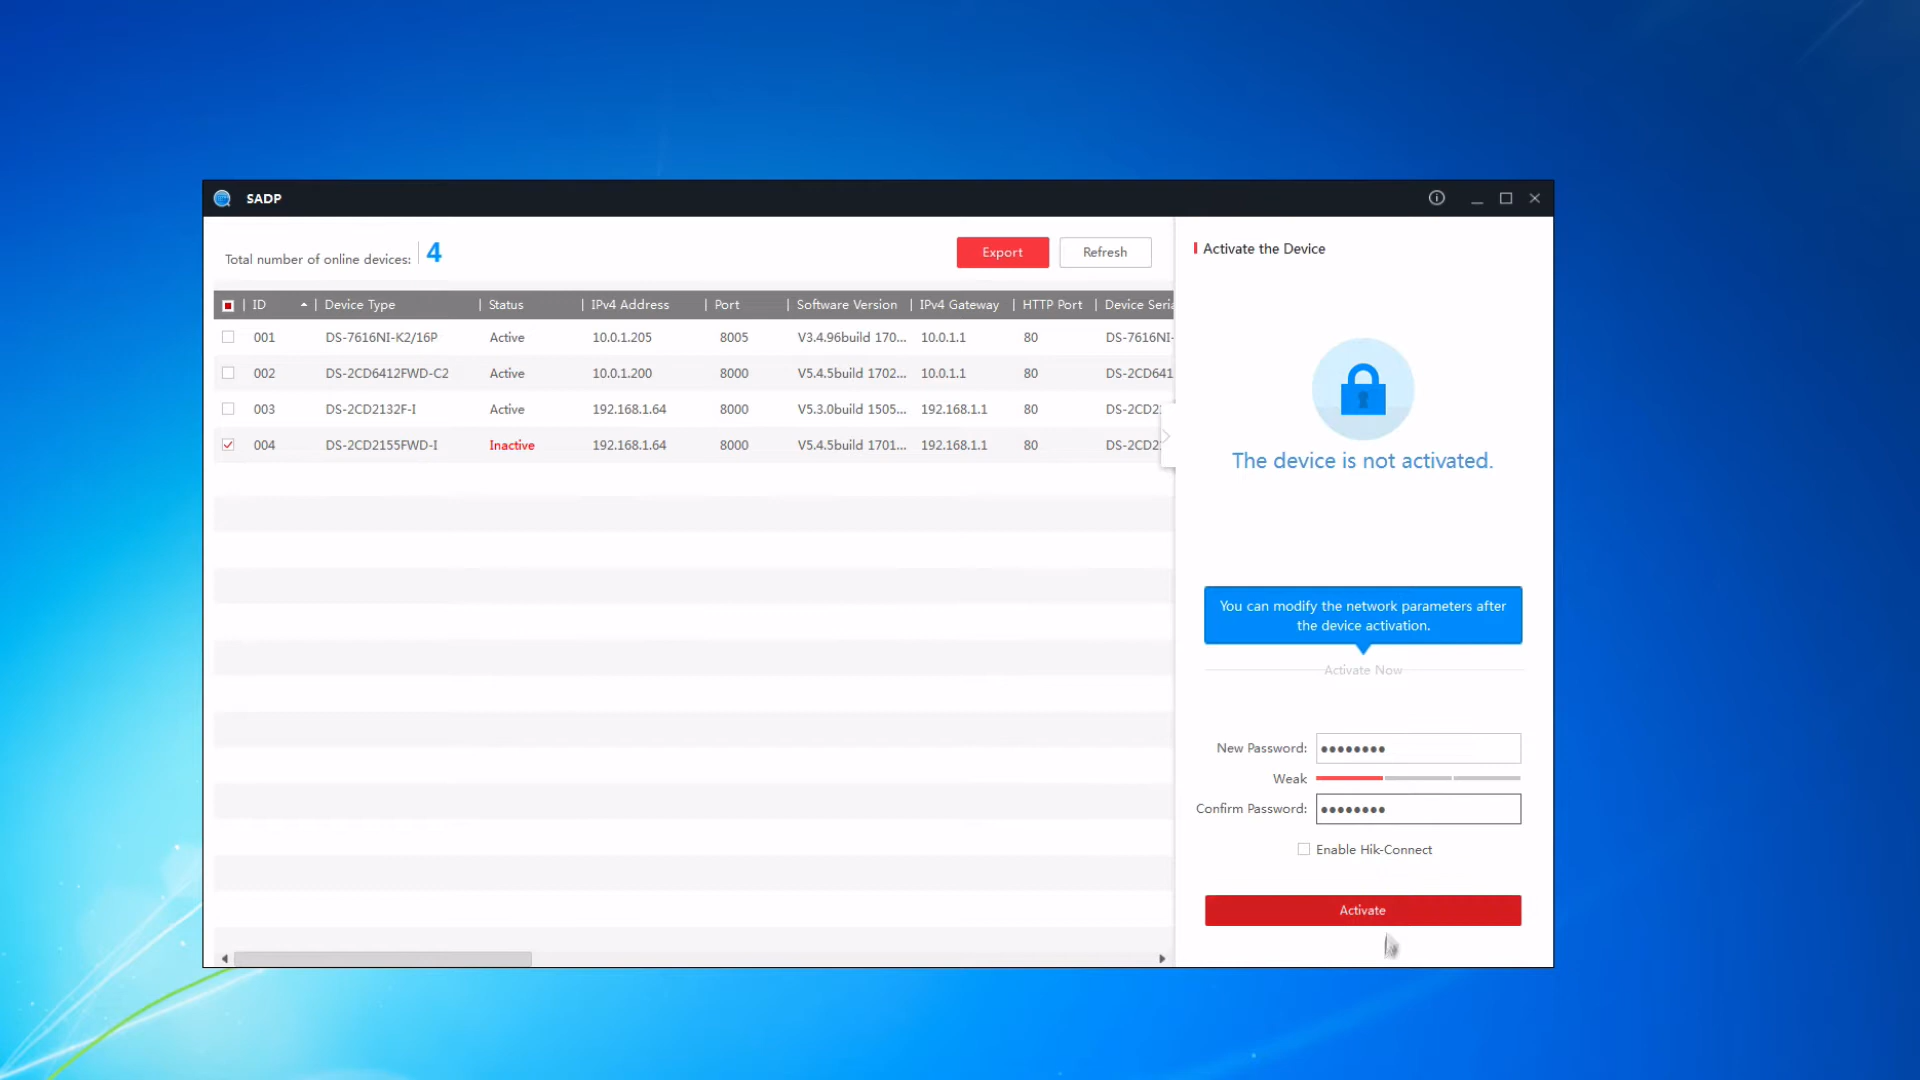 SADP
Total number of online devices: 4
Export Refresh
ID Device Type Status IPv4 Address Port Software Version IPv4 Gateway HTTP Port Device Seria
001 DS-7616NI-K2/16P Active 10.0.1.205 8005 V3.4.96build 170... 10.0.1.1 80 DS-7616NI-
002 DS-2CD6412FWD-C2 Active 10.0.1.200 8000 V5.4.5build 1702... 10.0.1.1 80 DS-2CD641
003 DS-2CD2132F-I Active 192.168.1.64 8000 V5.3.0build 1505... 192.168.1.1 80 DS-2CD2
004 DS-2CD2155FWD-I Inactive 192.168.1.64 8000 V5.4.5build 1701... 192.168.1.1 80 DS-2CD2
Activate the Device
The device is not activated.
You can modify the network parameters after
the device activation.
Activate Now
New Password: ●●●●●●●●
Weak
Confirm Password: ●●●●●●●●
Enable Hik-Connect
Activate